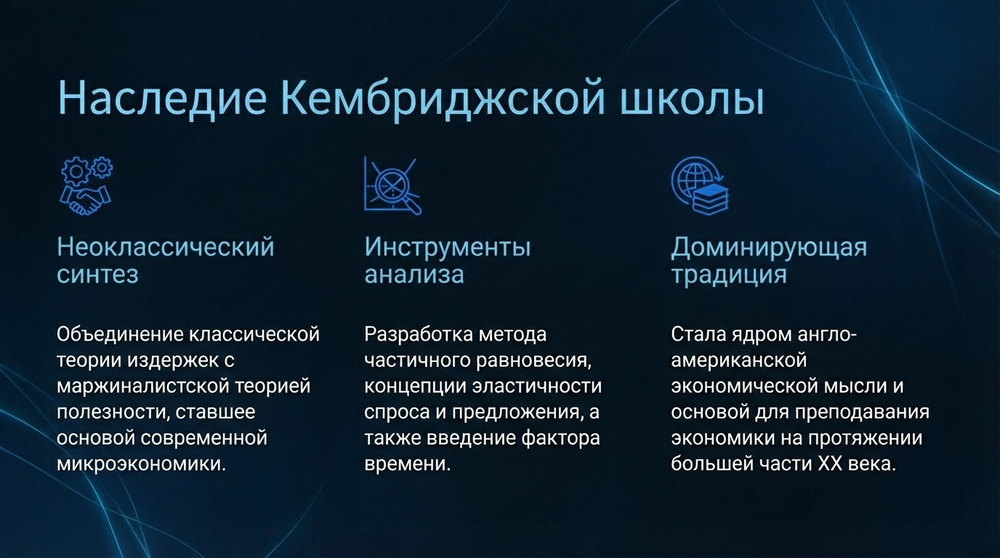 Наследие Кембриджской школы
Неоклассический
синтез
Объединение классической
теории издержек с
маржиналистской теорией
полезности, ставшее
основой современной
микроэкономики.
Инструменты
анализа
Разработка метода
частичного равновесия,
концепции эластичности
спроса и предложения, а
также введение фактора
времени.
Доминирующая
традиция
Стала ядром англо-
американской
экономической мысли и
основой для преподавания
экономики на протяжении
большей части XX века.